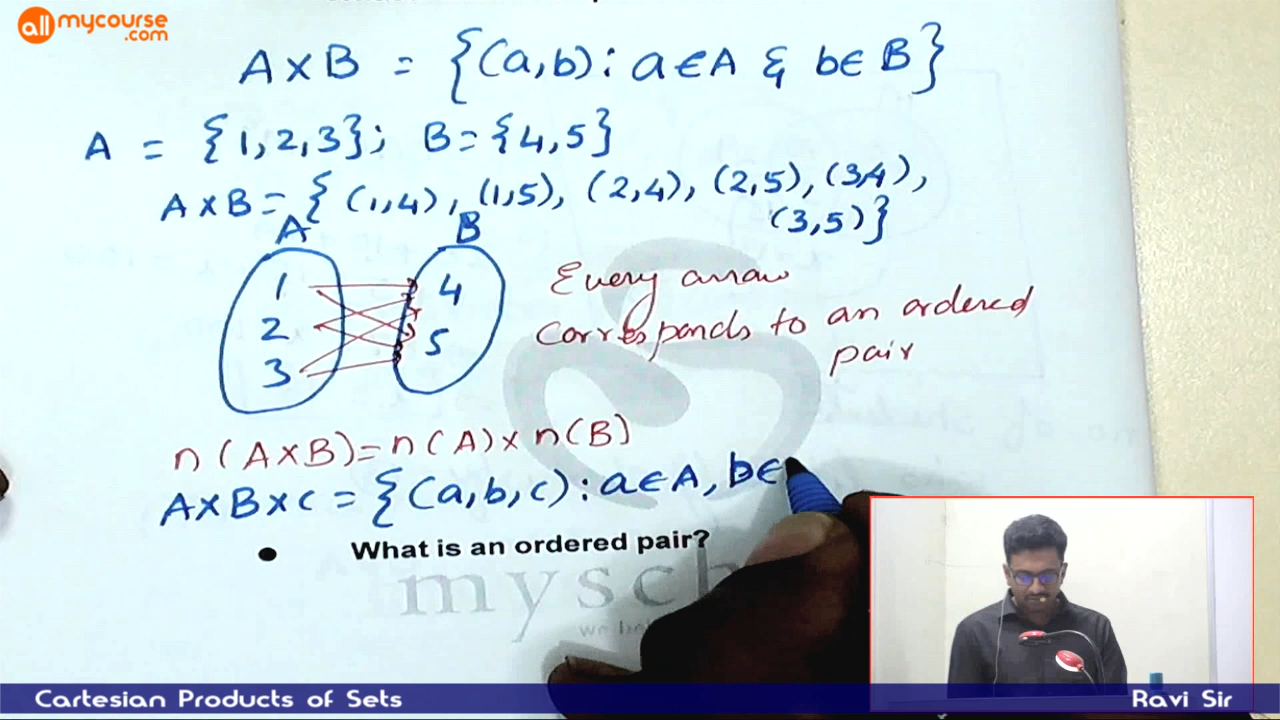 allmycourse.com
A×B = {(a,b) : a∈A & b∈B}
A = {1,2,3}; B={4,5}
A×B= { (1,4), (1,5), (2,4), (2,5), (3,4),
(3,5)}
A B
1 4
2 5
3
Every arrow
corresponds to an ordered
pair
n(A×B)=n(A)×n(B)
A×B×C = {(a,b,c) : a∈A, b∈
● What is an ordered pair?
Cartesian Products of Sets
Ravi Sir